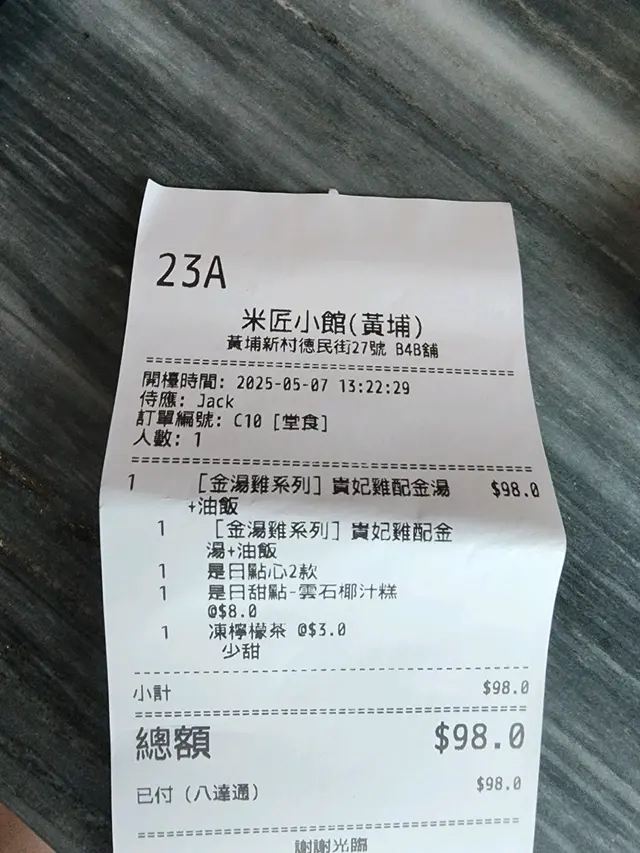 23A
米匠小館(黃埔)
黃埔新村德民街27號 B4B舖
開檯時間: 2025-05-07 13:22:29
侍應: Jack
訂單編號: C10 [堂食]
人數: 1
1 [金湯雞系列] 貴妃雞配金湯 $98.0
+油飯
1 [金湯雞系列] 貴妃雞配金
湯+油飯
1 是日點心2款
1 是日甜點-雲石椰汁糕
@$8.0
1 凍檸檬茶 @$3.0
少甜
小計 $98.0
總額 $98.0
已付 (八達通) $98.0
謝謝光臨